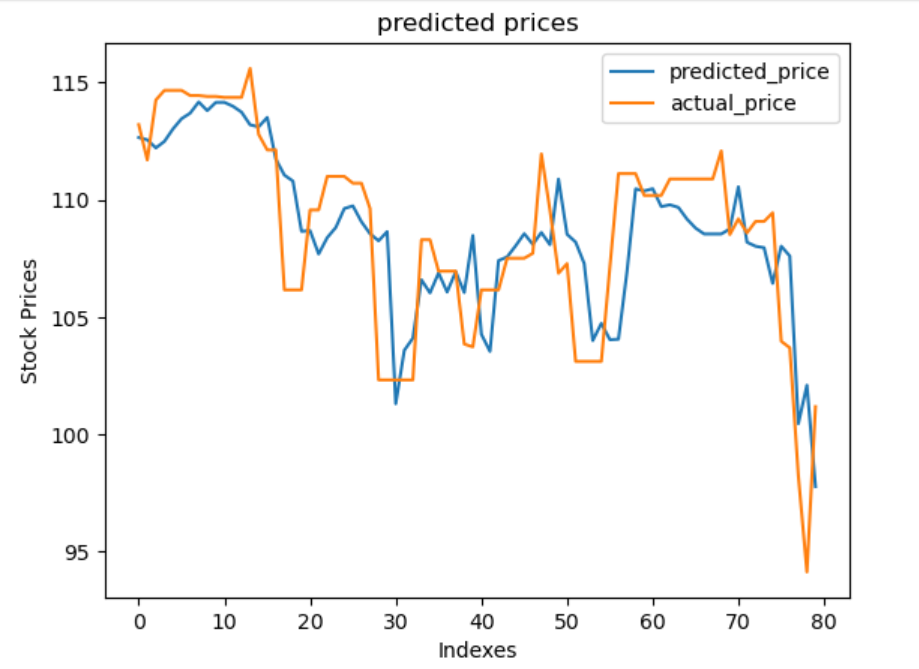 predicted prices
predicted_price
actual_price
Stock Prices
115
110
105
100
95
0 10 20 30 40 50 60 70 80
Indexes